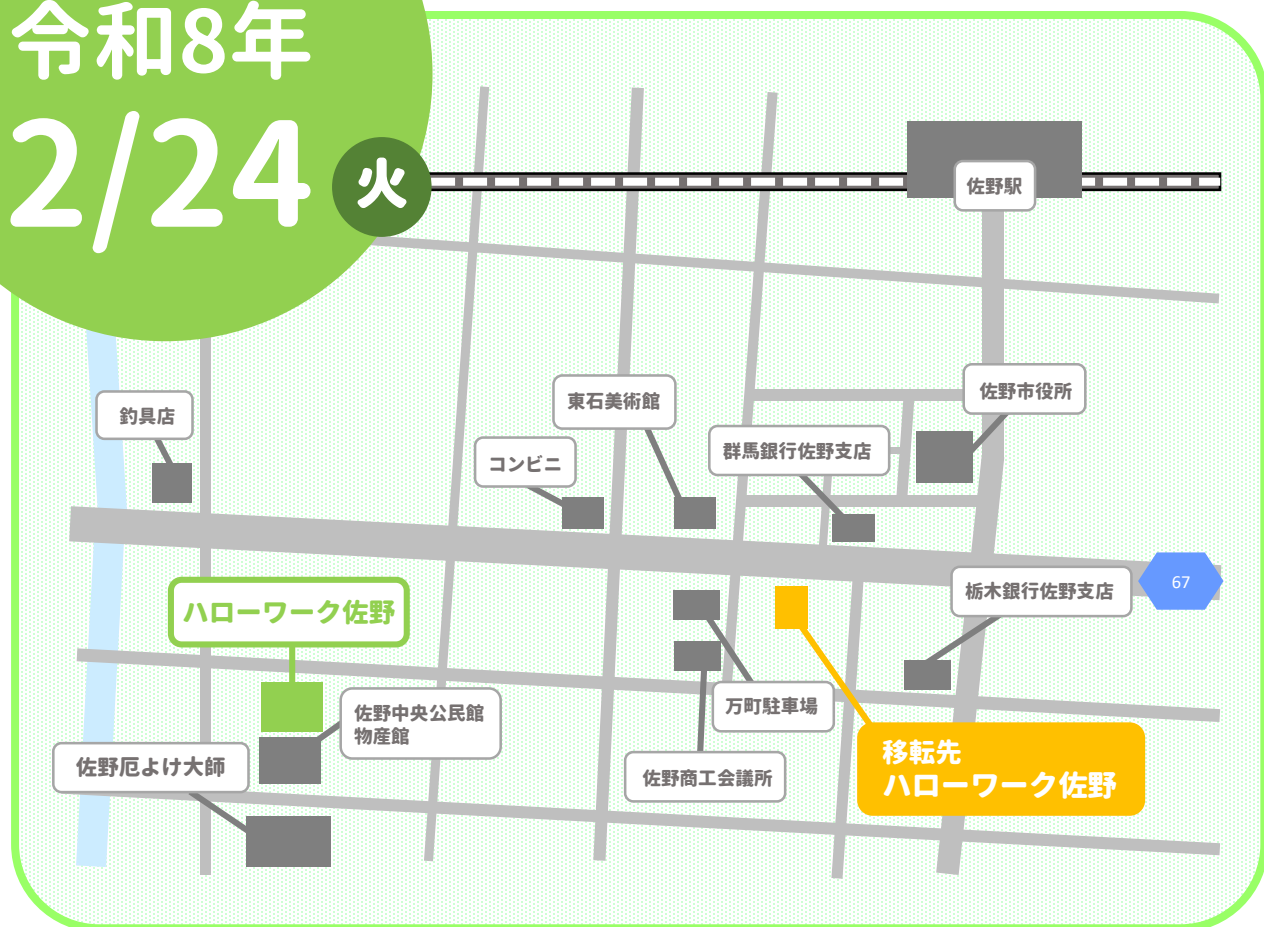 令和8年
2/24 火
佐野駅
佐野市役所
東石美術館
釣具店
群馬銀行佐野支店
コンビニ
67
栃木銀行佐野支店
ハローワーク佐野
万町駐車場
佐野中央公民館
物産館
移転先
ハローワーク佐野
佐野厄よけ大師
佐野商工会議所